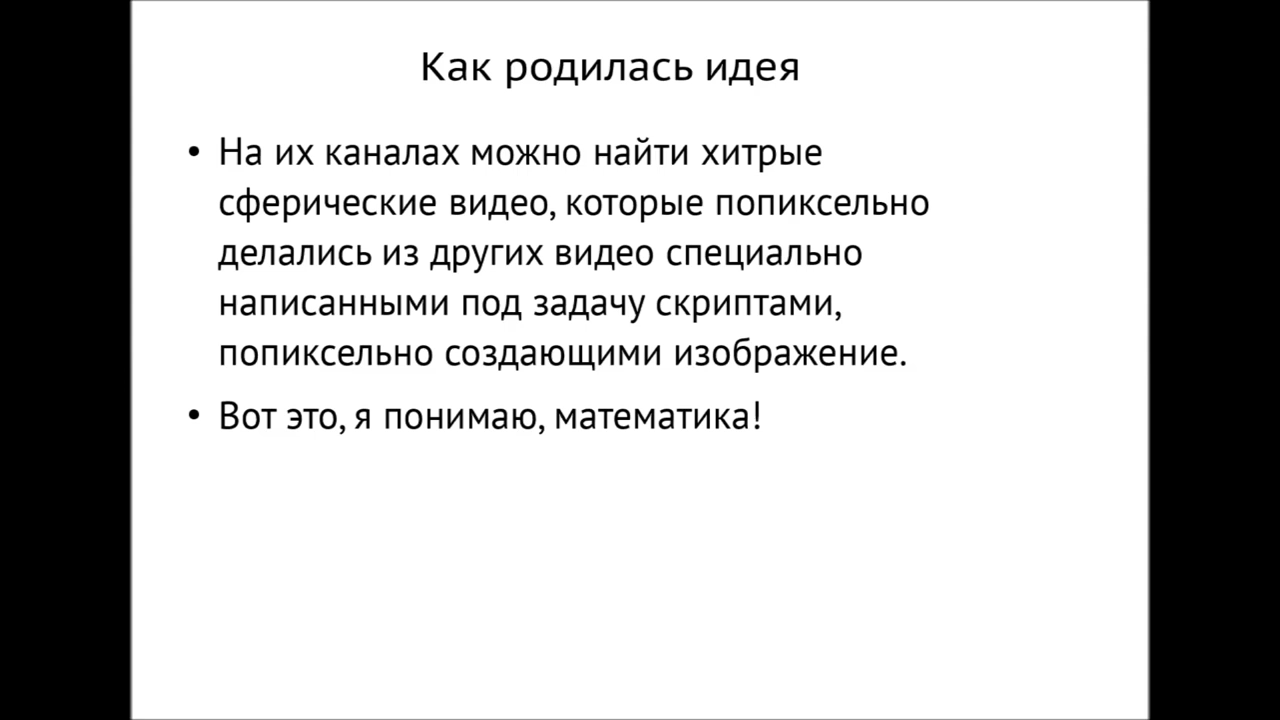 Как родилась идея
• На их каналах можно найти хитрые
сферические видео, которые попиксельно
делались из других видео специально
написанными под задачу скриптами,
попиксельно создающими изображение.
• Вот это, я понимаю, математика!